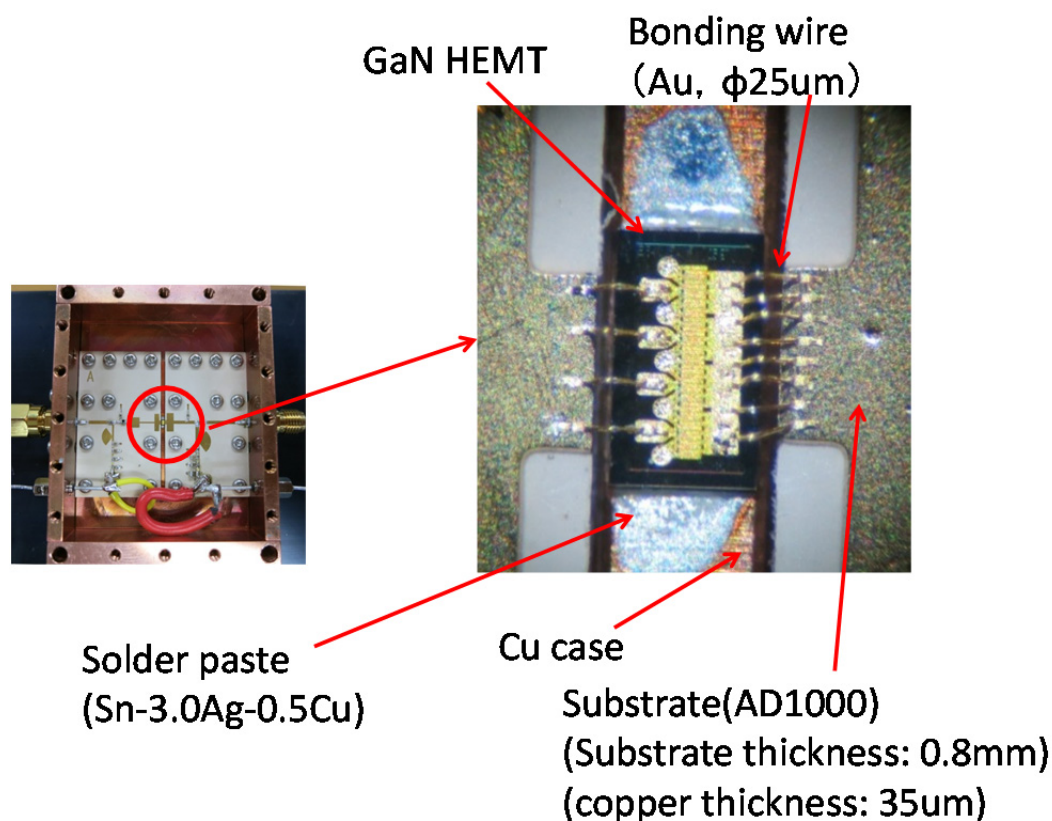 GaN HEMT
Bonding wire
（Au, ϕ25um）
A
Solder paste
(Sn-3.0Ag-0.5Cu)
Cu case
Substrate(AD1000)
(Substrate thickness: 0.8mm)
(copper thickness: 35um)